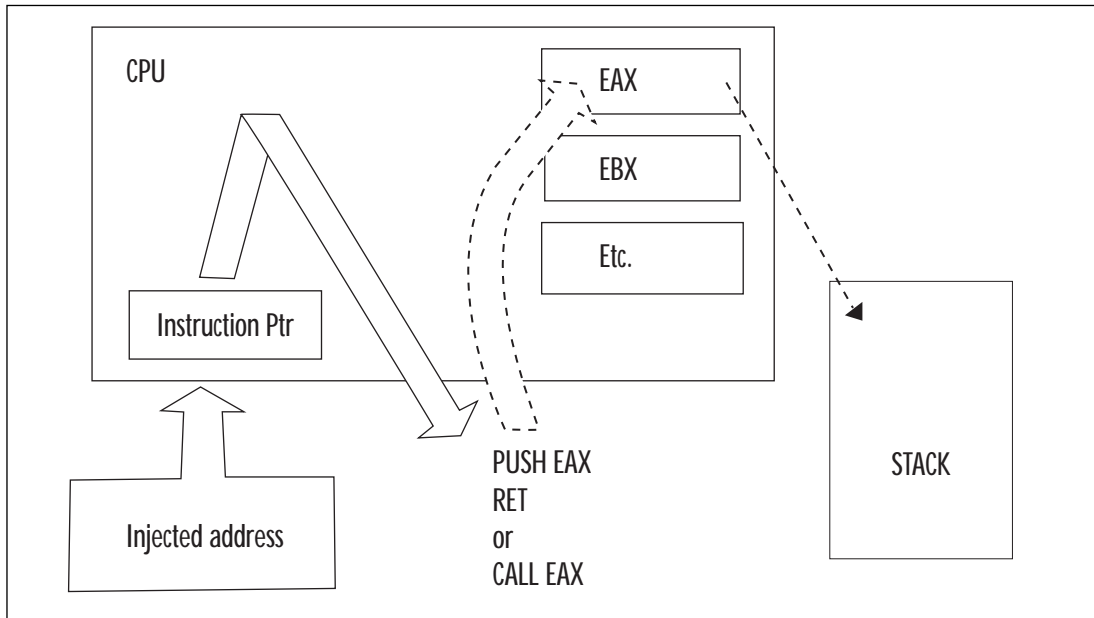 CPU
EAX
EBX
Etc.
Instruction Ptr
Injected address
PUSH EAX
RET
or
CALL EAX
STACK